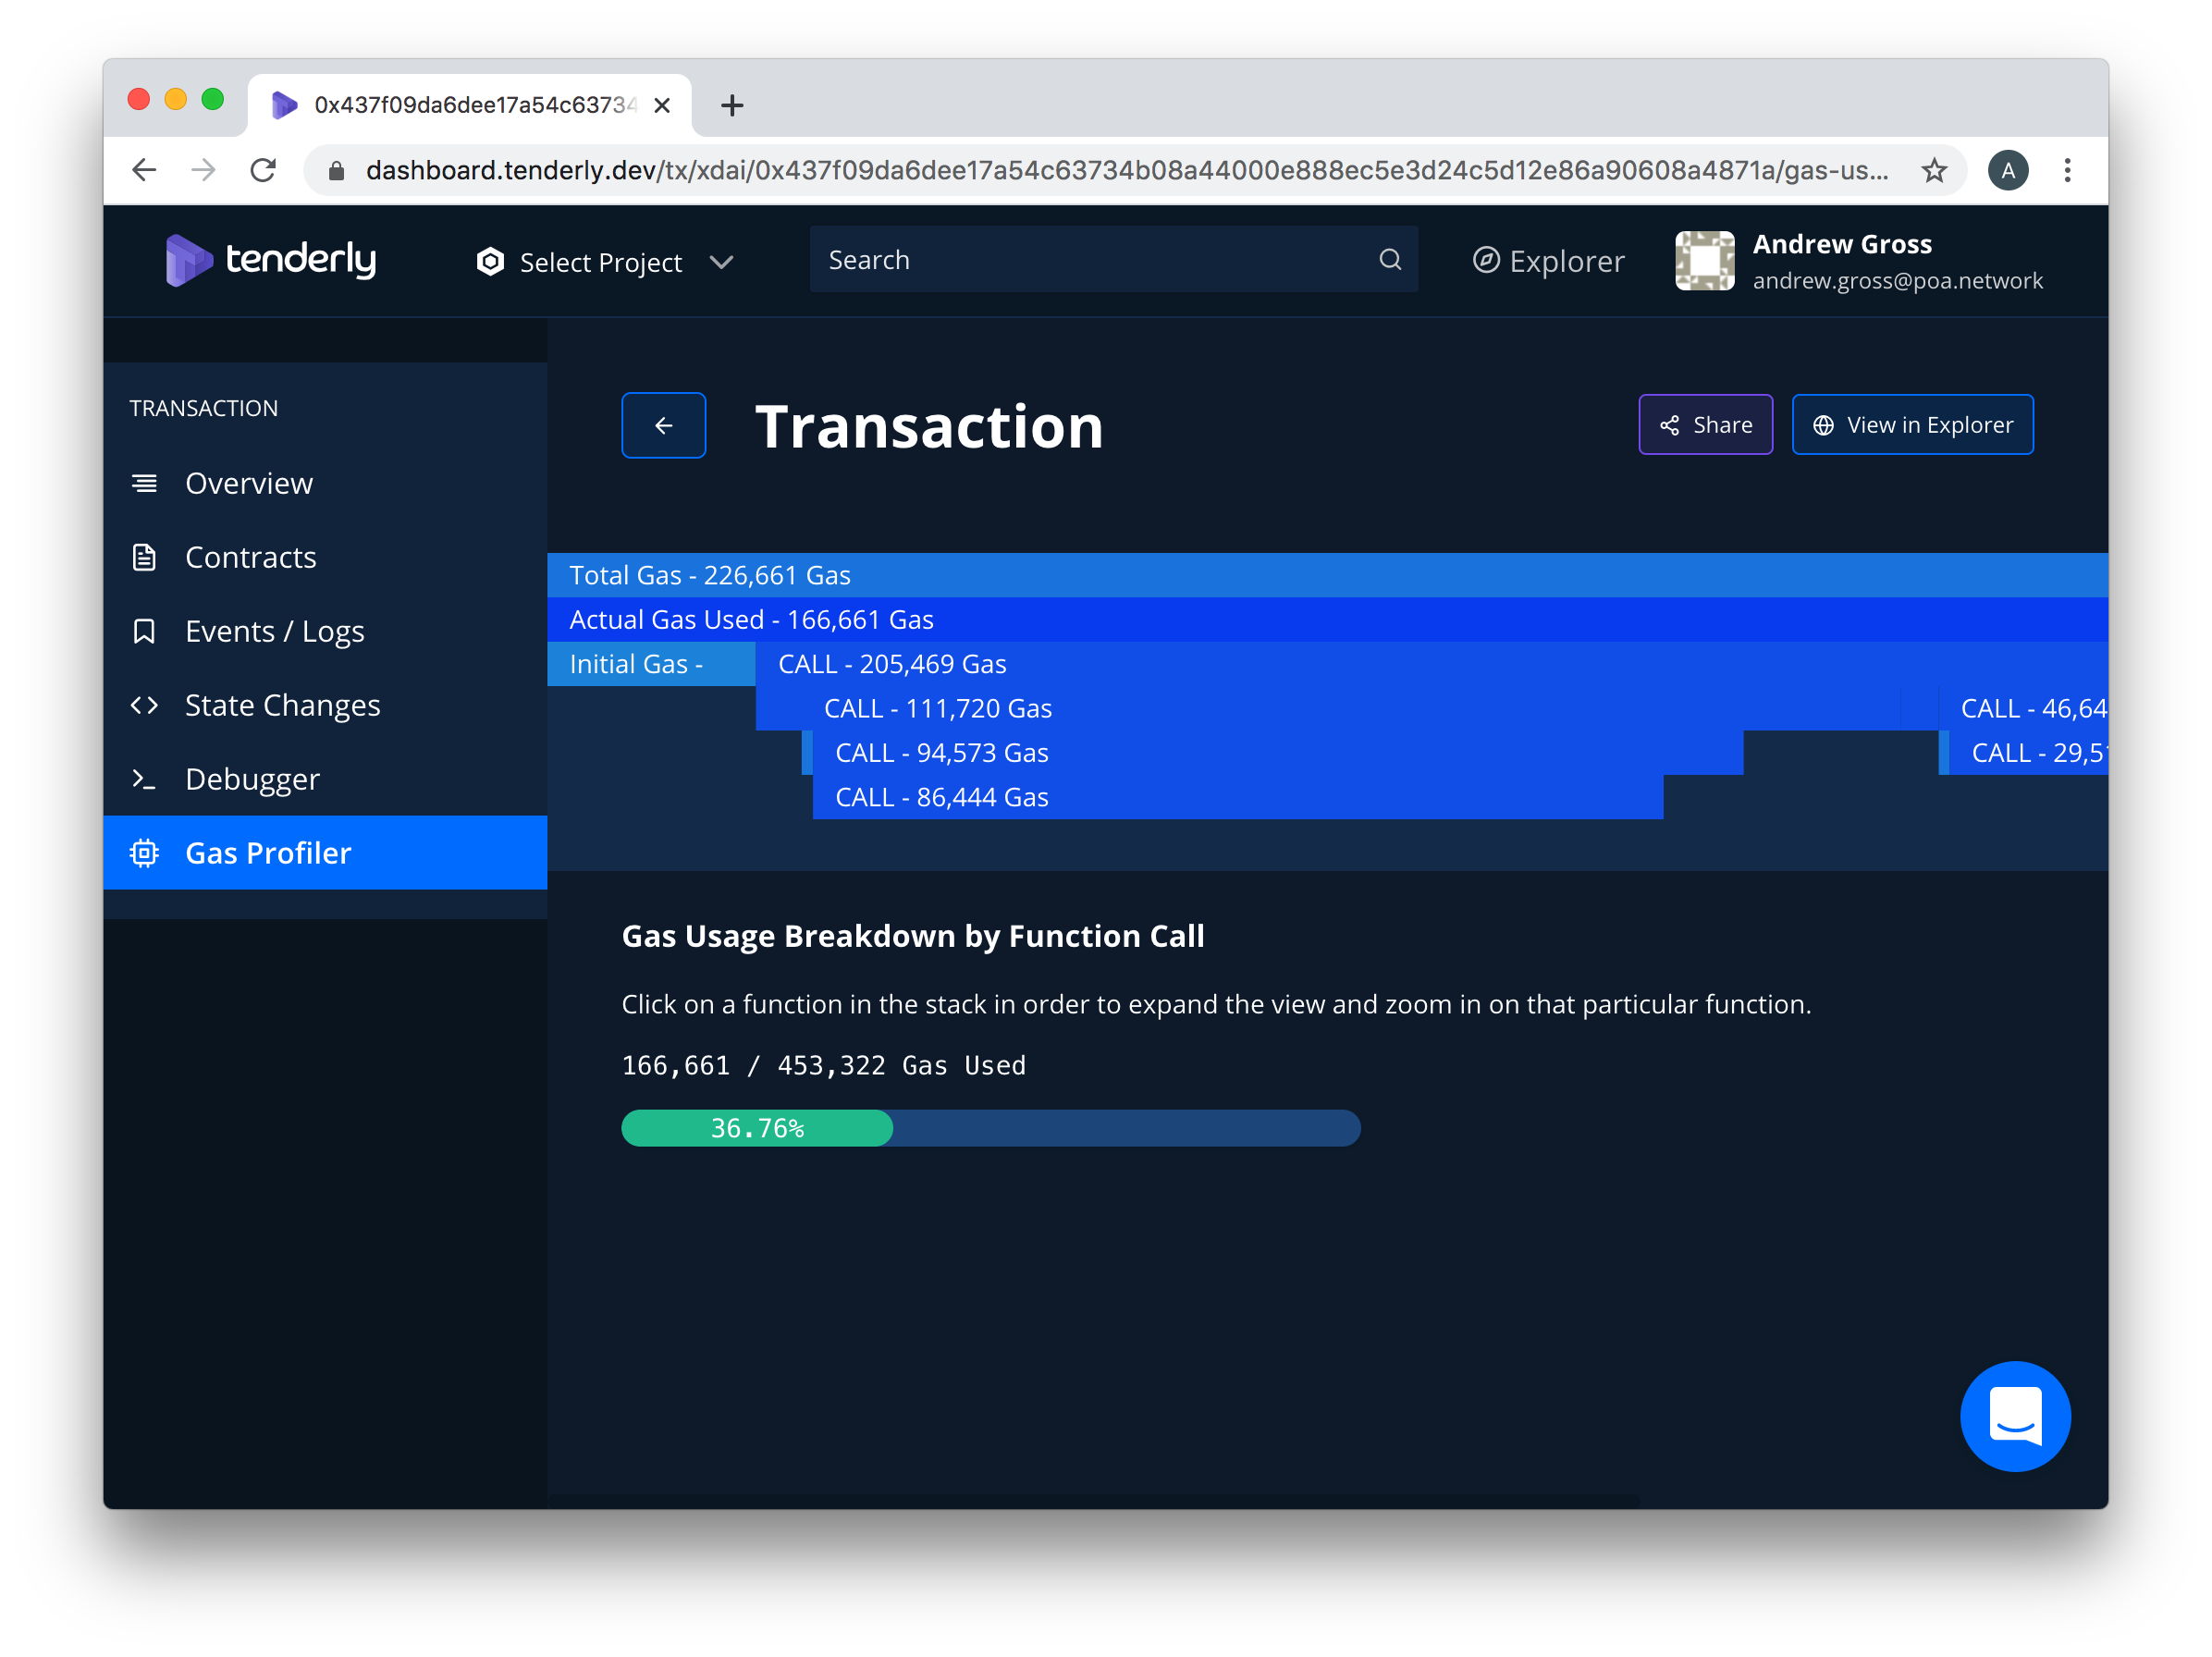 0x437f09da6dee17a54c63734
dashboard.tenderly.dev/tx/xdai/0x437f09da6dee17a54c63734b08a44000e888ec5e3d24c5d12e86a90608a4871a/gas-us...
A
tenderly
Select Project
Search
Explorer
Andrew Gross
andrew.gross@poa.network
TRANSACTION
Overview
Contracts
Events / Logs
State Changes
Debugger
Gas Profiler
Transaction
Share
View in Explorer
Total Gas - 226,661 Gas
Actual Gas Used - 166,661 Gas
Initial Gas -
CALL - 205,469 Gas
CALL - 111,720 Gas
CALL - 46,64
CALL - 94,573 Gas
CALL - 29,51
CALL - 86,444 Gas
Gas Usage Breakdown by Function Call
Click on a function in the stack in order to expand the view and zoom in on that particular function.
166,661 / 453,322 Gas Used
36.76%